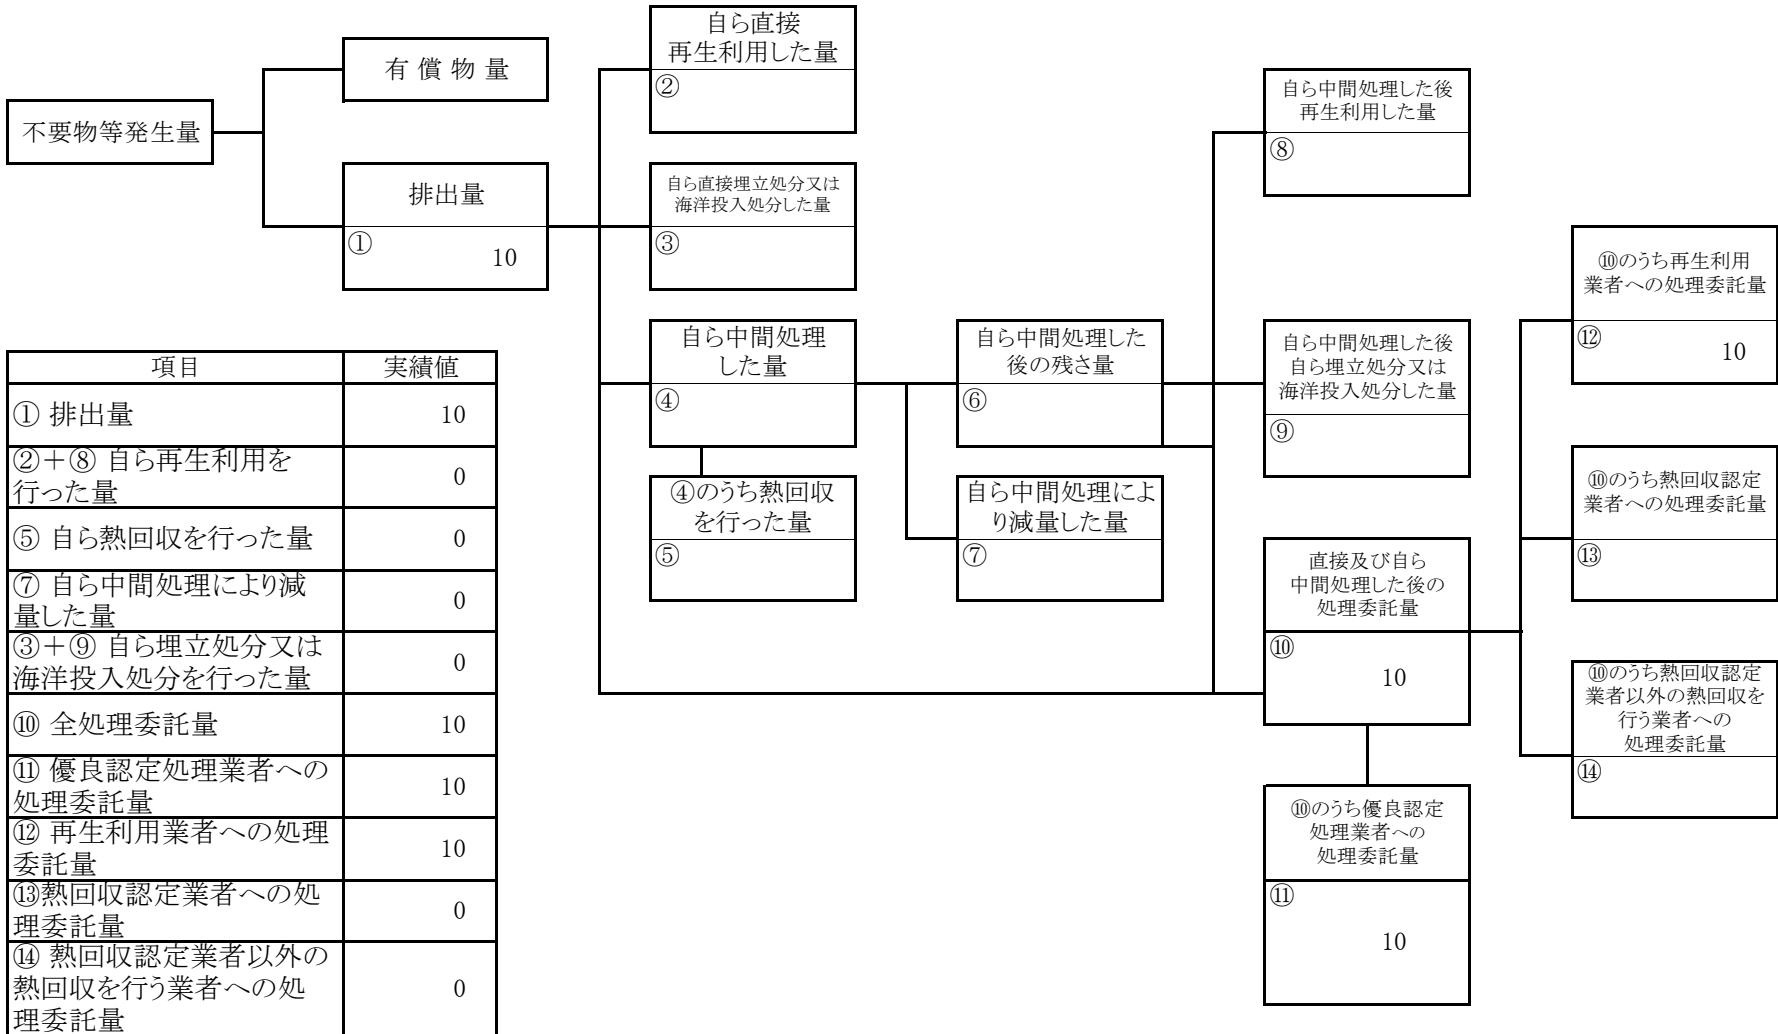 不要物等発生量
有償物量
排出量
①
10
自ら直接
再生利用した量
②
自ら直接埋立処分又は
海洋投入処分した量
③
自ら中間処理
した量
④
④のうち熱回収
を行った量
⑤
自ら中間処理した
後の残さ量
⑥
自ら中間処理によ
り減量した量
⑦
自ら中間処理した後
再生利用した量
⑧
自ら中間処理した後
自ら埋立処分又は
海洋投入処分した量
⑨
直接及び自ら
中間処理した後の
処理委託量
⑩
10
⑩のうち優良認定
処理業者への
処理委託量
⑪
10
⑩のうち再生利用
業者への処理委託量
⑫
10
⑩のうち熱回収認定
業者への処理委託量
⑬
⑩のうち熱回収認定
業者以外の熱回収を
行う業者への
処理委託量
⑭
項目 実績値
① 排出量 10
②＋⑧ 自ら再生利用を
行った量 0
⑤ 自ら熱回収を行った量 0
⑦ 自ら中間処理により減
量した量 0
③＋⑨ 自ら埋立処分又は
海洋投入処分を行った量 0
⑩ 全処理委託量 10
⑪ 優良認定処理業者への
処理委託量 10
⑫ 再生利用業者への処理
委託量 10
⑬熱回収認定業者への処
理委託量 0
⑭ 熱回収認定業者以外の
熱回収を行う業者への処
理委託量 0